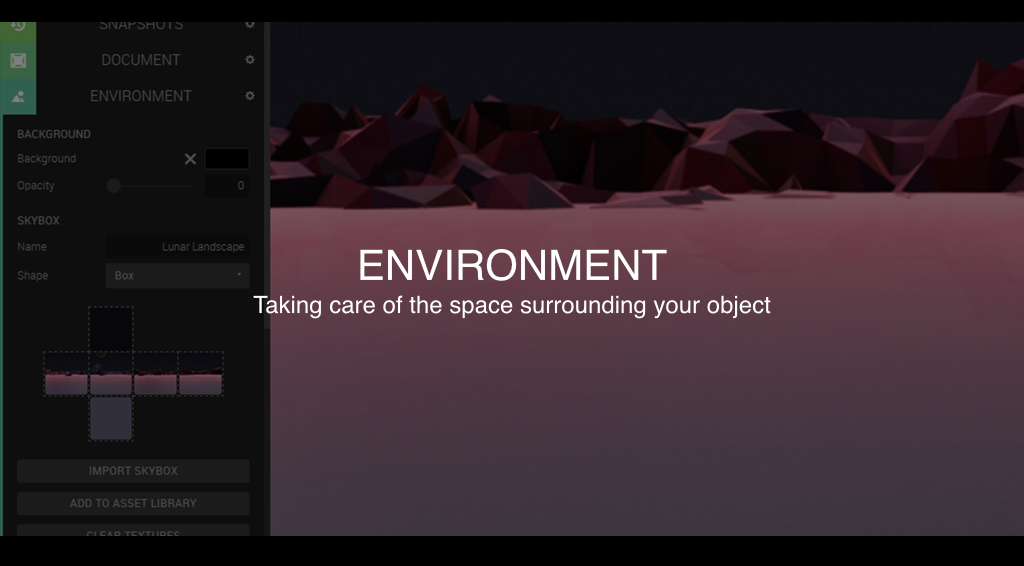 SNAPSHOTS
DOCUMENT
ENVIRONMENT
BACKGROUND
Background
Opacity 0
SKYBOX
Name Lunar Landscape
Shape Box
ENVIRONMENT
Taking care of the space surrounding your object
IMPORT SKYBOX
ADD TO ASSET LIBRARY
CLEAR TEXTURES